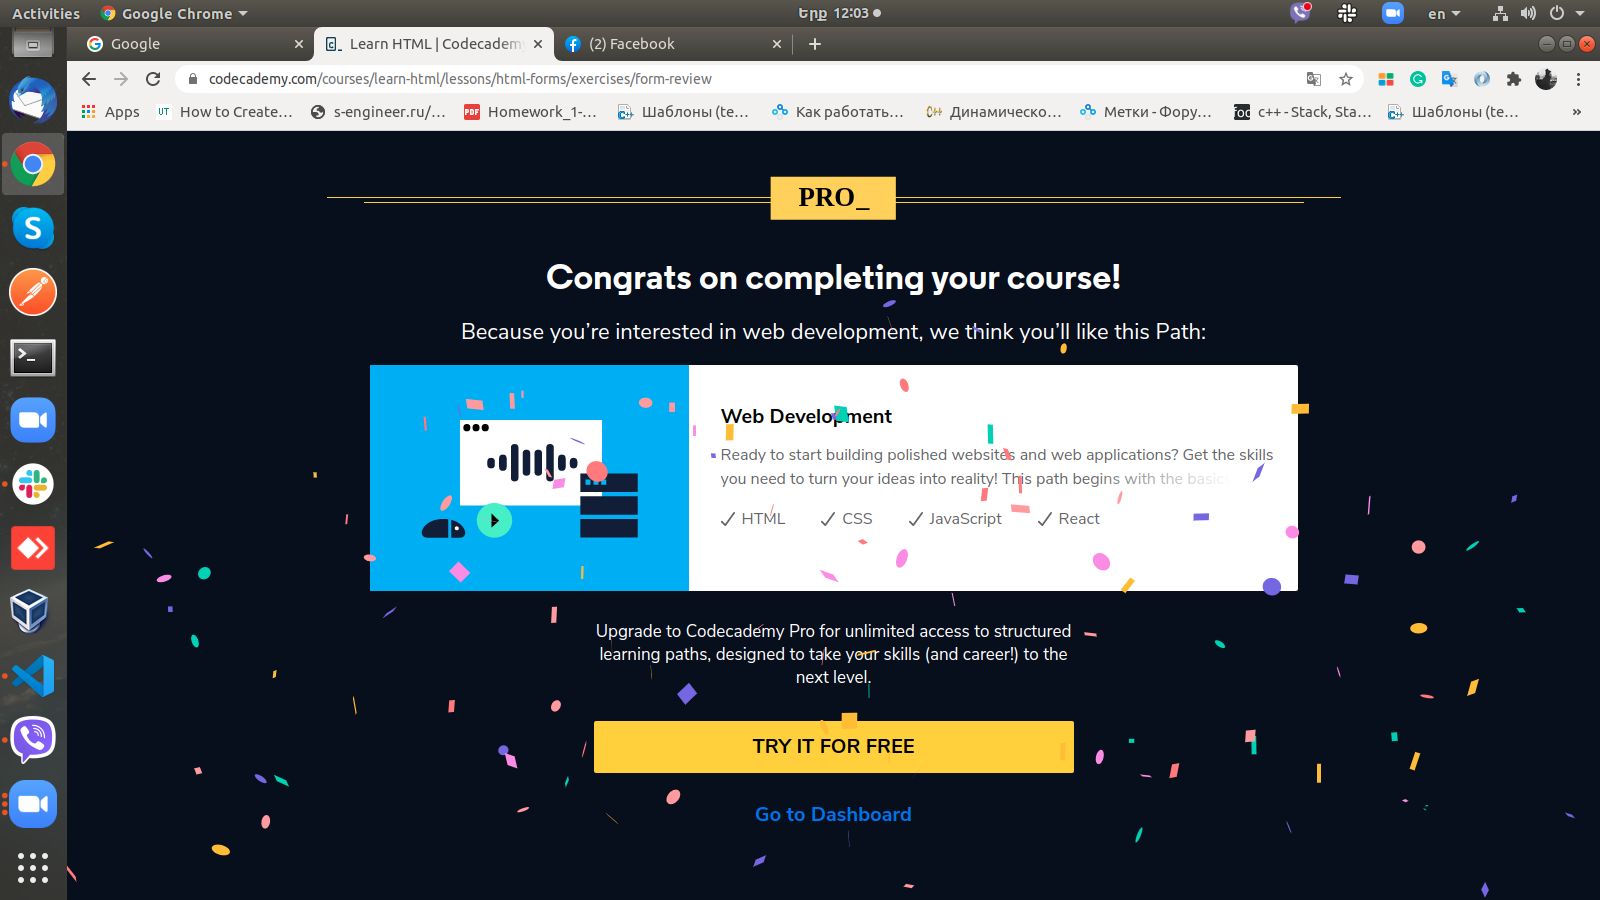 Activities
Google Chrome
Երք 12:03
en
Google
Learn HTML | Codecademy
(2) Facebook
codecademy.com/courses/learn-html/lessons/html-forms/exercises/form-review
Apps
UT How to Create…
s-engineer.ru/…
PDF Homework_1-…
Шаблоны (te…
Как работать…
Динамическо…
Метки - Фору…
foc c++ - Stack, Sta…
Шаблоны (te…
»
PRO_
Congrats on completing your course!
Because you’re interested in web development, we think you’ll like this Path:
Web Development
Ready to start building polished websites and web applications? Get the skills
you need to turn your ideas into reality! This path begins with the basics
HTML
CSS
JavaScript
React
Upgrade to Codecademy Pro for unlimited access to structured
learning paths, designed to take your skills (and career!) to the
next level.
TRY IT FOR FREE
Go to Dashboard